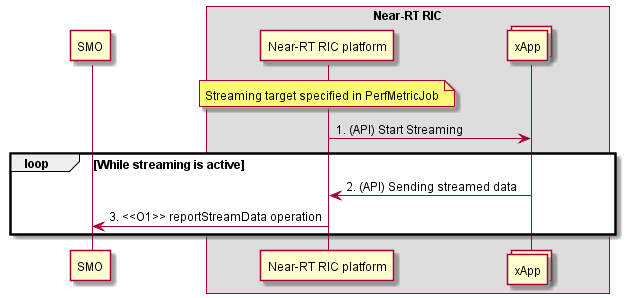 Near-RT RIC
SMO
Near-RT RIC platform
xApp
Streaming target specified in PerfMetricJob
1. (API) Start Streaming
loop
[While streaming is active]
2. (API) Sending streamed data
3. <<O1>> reportStreamData operation
SMO
Near-RT RIC platform
xApp